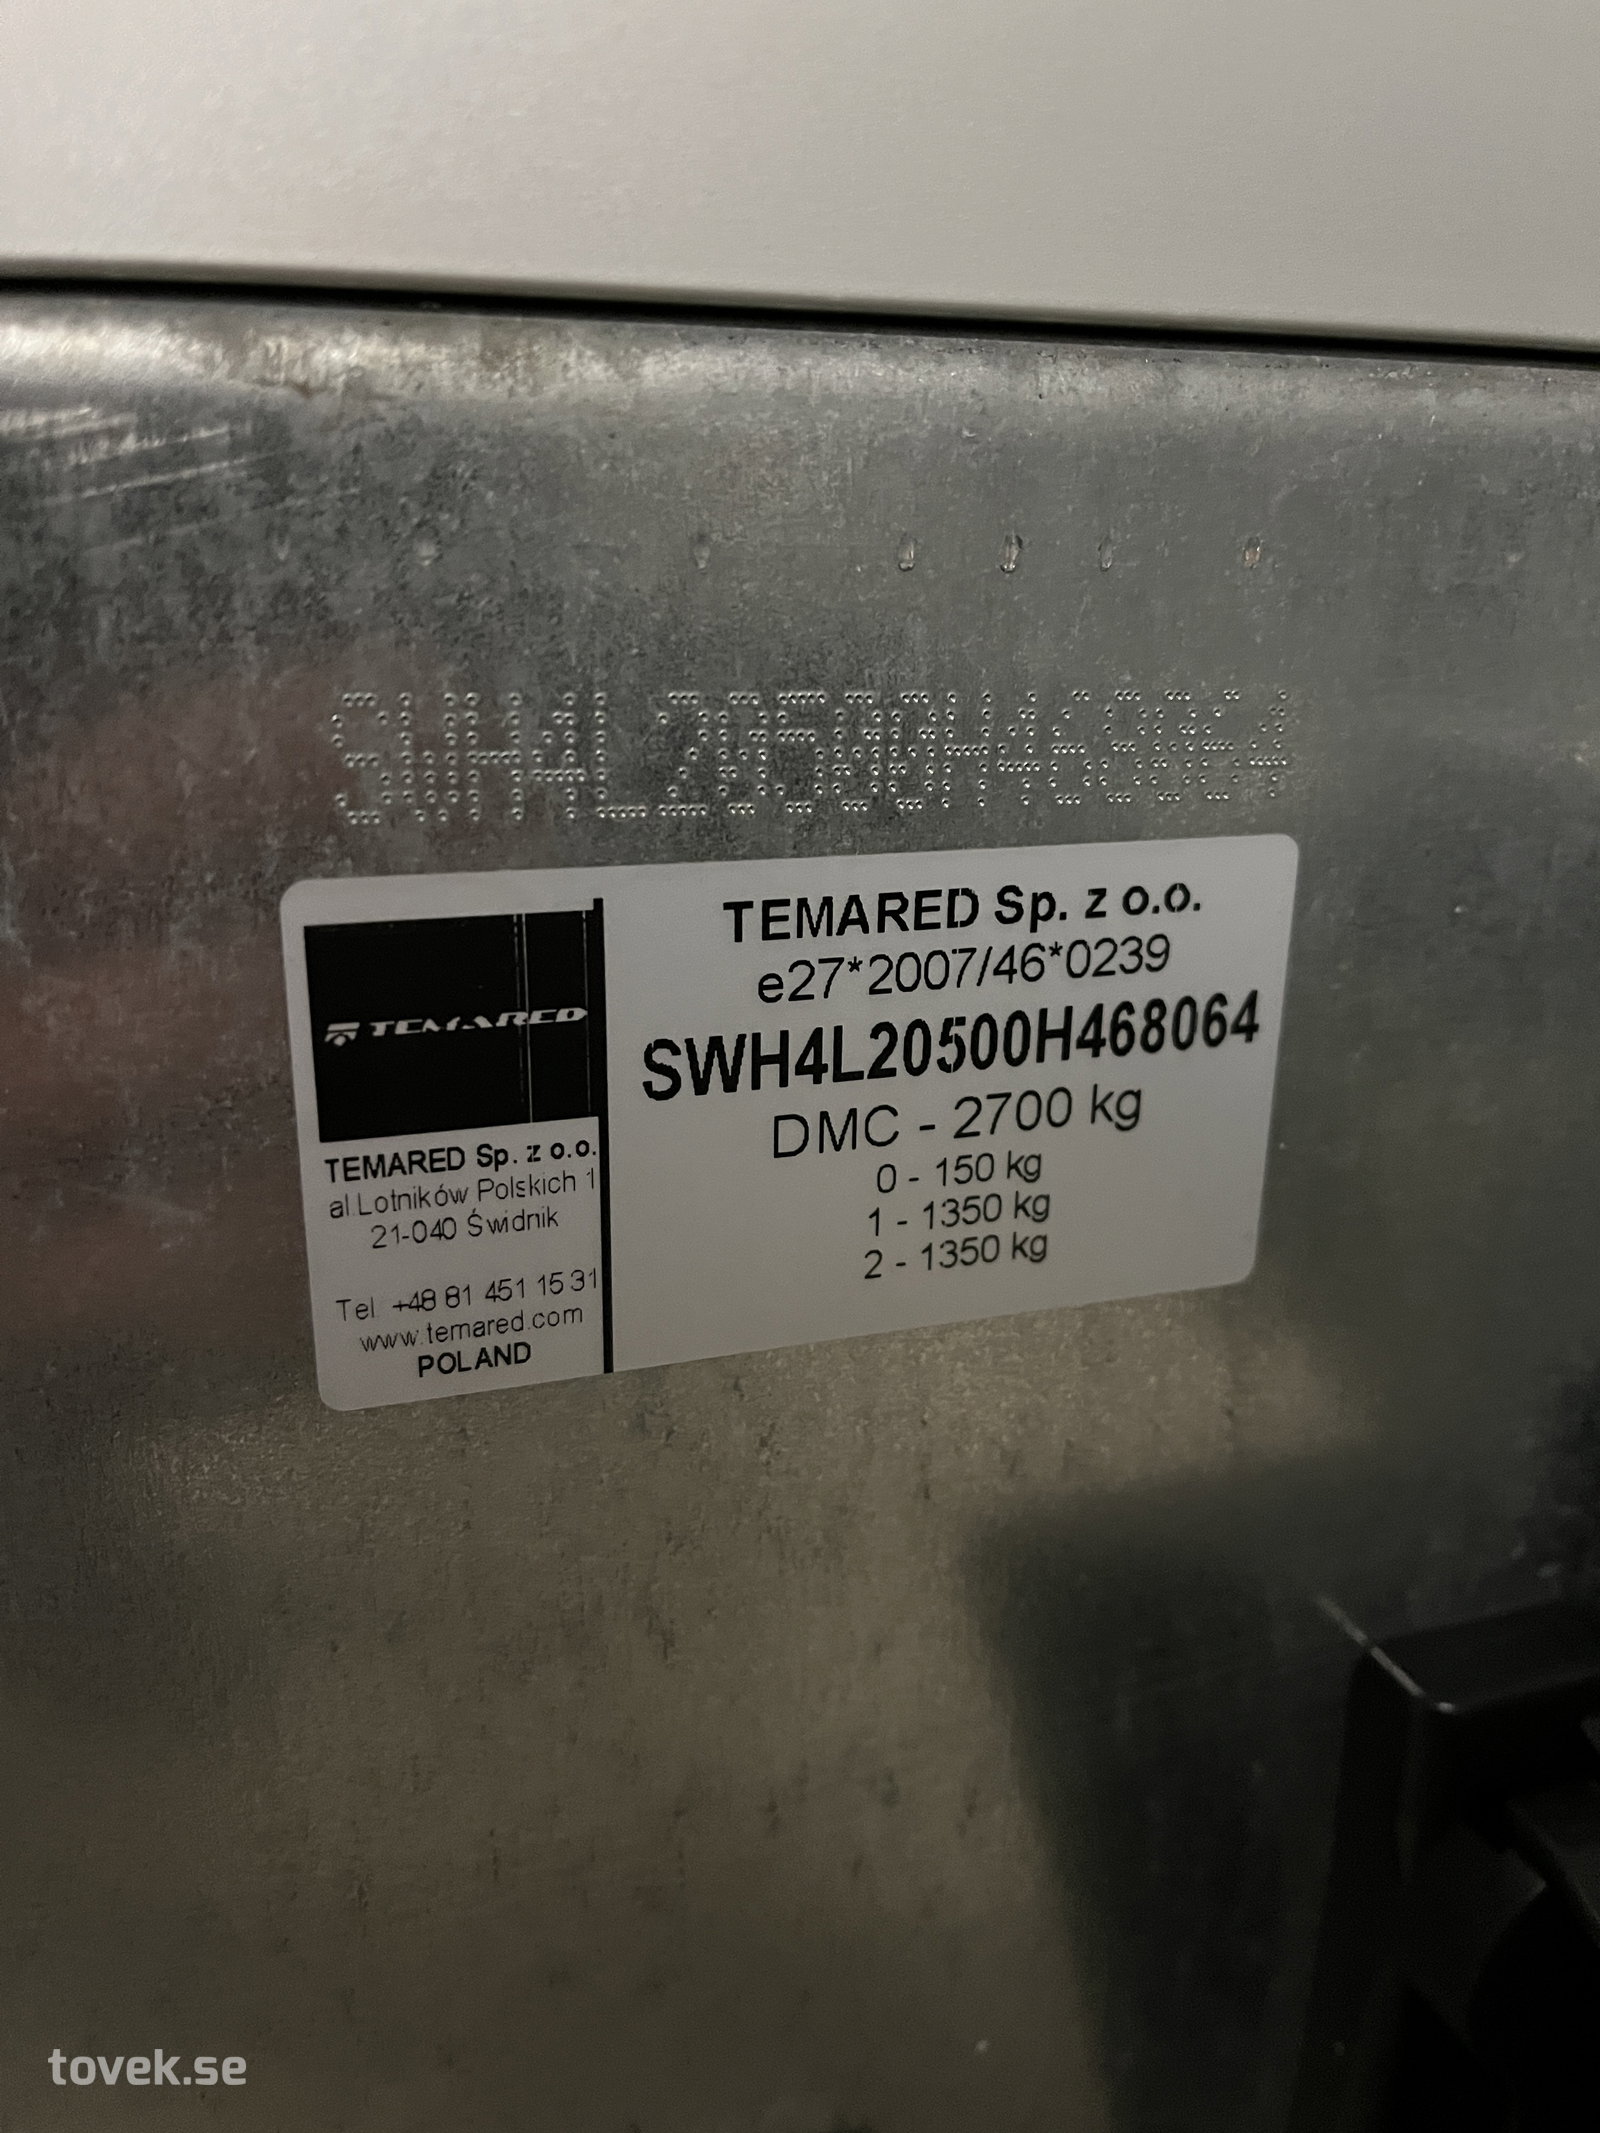 SWH4L20500H468064
TEMARED
TEMARED Sp. z o.o.
al.Lotników Polskich 1
21-040 Świdnik
Tel. +48 81 451 15 31
www.temared.com
POLAND
TEMARED Sp. z o.o.
e27*2007/46*0239
SWH4L20500H468064
DMC - 2700 kg
0 - 150 kg
1 - 1350 kg
2 - 1350 kg
tovek.se